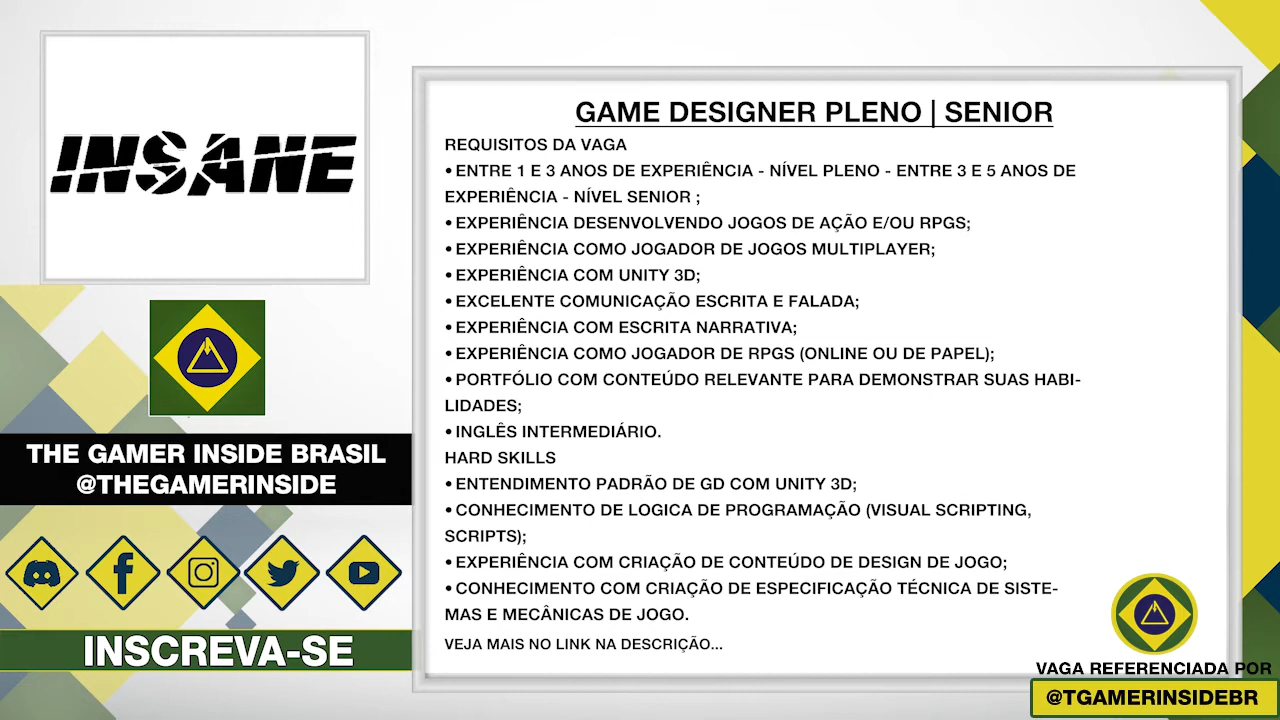 INSANE
THE GAMER INSIDE BRASIL
@THEGAMERINSIDE
INSCREVA-SE
GAME DESIGNER PLENO | SENIOR
REQUISITOS DA VAGA
• ENTRE 1 E 3 ANOS DE EXPERIÊNCIA - NÍVEL PLENO - ENTRE 3 E 5 ANOS DE
EXPERIÊNCIA - NÍVEL SENIOR ;
• EXPERIÊNCIA DESENVOLVENDO JOGOS DE AÇÃO E/OU RPGS;
• EXPERIÊNCIA COMO JOGADOR DE JOGOS MULTIPLAYER;
• EXPERIÊNCIA COM UNITY 3D;
• EXCELENTE COMUNICAÇÃO ESCRITA E FALADA;
• EXPERIÊNCIA COM ESCRITA NARRATIVA;
• EXPERIÊNCIA COMO JOGADOR DE RPGS (ONLINE OU DE PAPEL);
• PORTFÓLIO COM CONTEÚDO RELEVANTE PARA DEMONSTRAR SUAS HABI-
LIDADES;
• INGLÊS INTERMEDIÁRIO.
HARD SKILLS
• ENTENDIMENTO PADRÃO DE GD COM UNITY 3D;
• CONHECIMENTO DE LOGICA DE PROGRAMAÇÃO (VISUAL SCRIPTING,
SCRIPTS);
• EXPERIÊNCIA COM CRIAÇÃO DE CONTEÚDO DE DESIGN DE JOGO;
• CONHECIMENTO COM CRIAÇÃO DE ESPECIFICAÇÃO TÉCNICA DE SISTE-
MAS E MECÂNICAS DE JOGO.
VEJA MAIS NO LINK NA DESCRIÇÃO...
VAGA REFERENCIADA POR
@TGAMERINSIDEBR